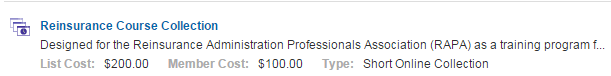 Reinsurance Course Collection
Designed for the Reinsurance Administration Professionals Association (RAPA) as a training program f...
List Cost: $200.00 Member Cost: $100.00 Type: Short Online Collection